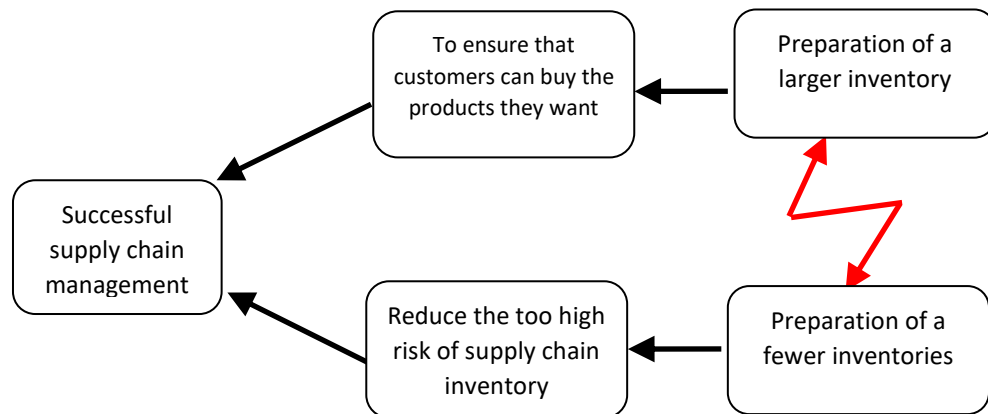 To ensure that
customers can buy the
products they want
Preparation of a
larger inventory
Successful
supply chain
management
Reduce the too high
risk of supply chain
inventory
Preparation of a
fewer inventories